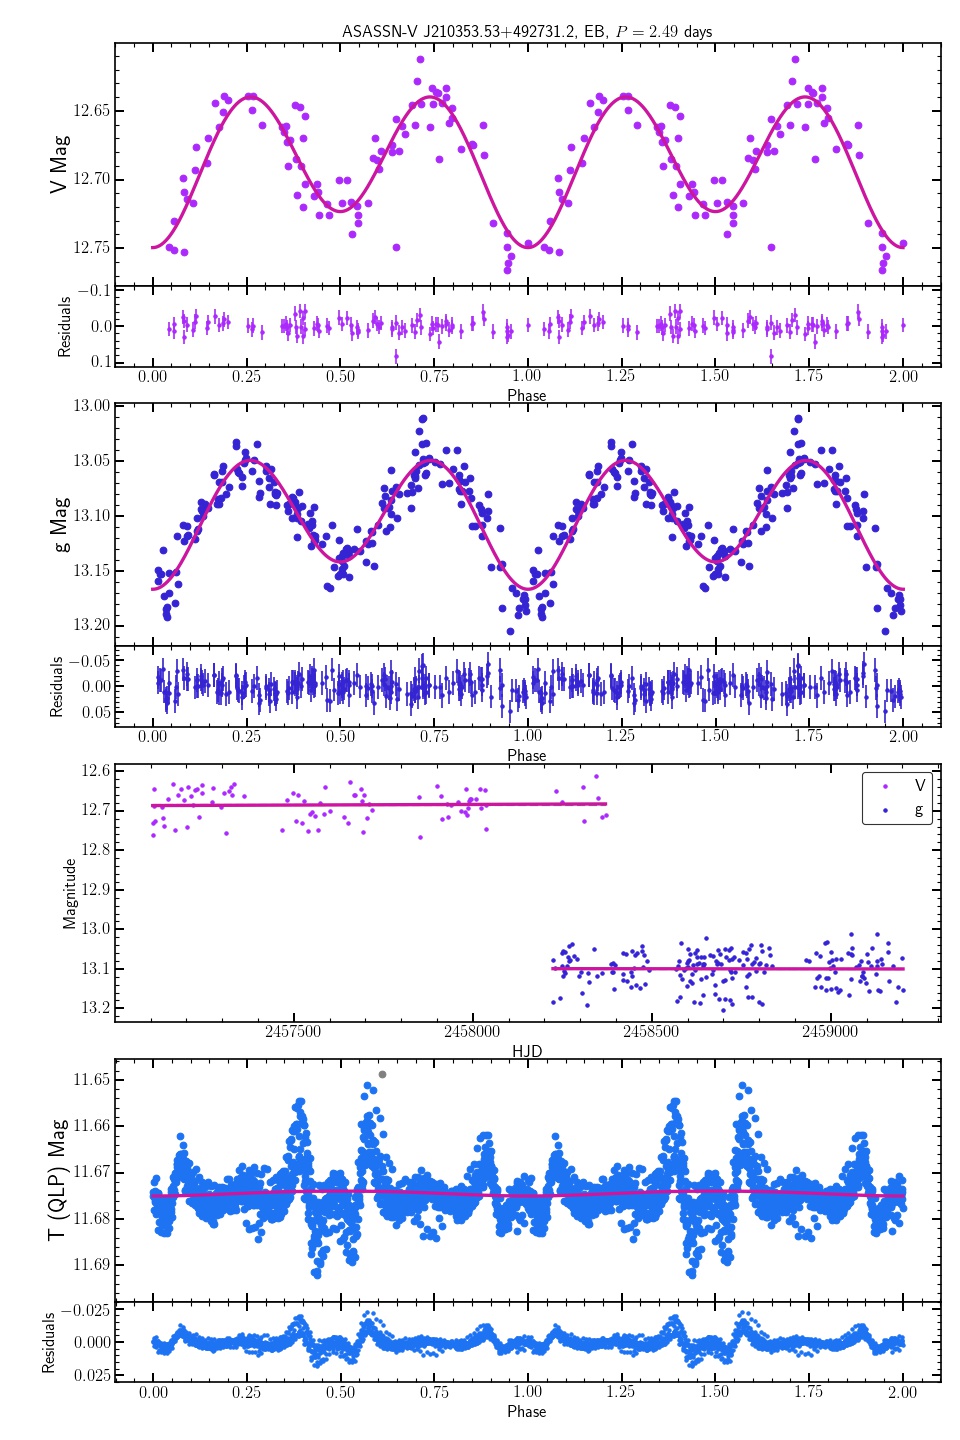 ASASSN-V J210353.53+492731.2, EB, P = 2.49 days
V Mag
12.65
12.70
12.75
Residuals
−0.1
0.0
0.1
0.00 0.25 0.50 0.75 1.00 1.25 1.50 1.75 2.00
Phase
g Mag
13.00
13.05
13.10
13.15
13.20
Residuals
−0.05
0.00
0.05
0.00 0.25 0.50 0.75 1.00 1.25 1.50 1.75 2.00
Phase
Magnitude
12.6
12.7
12.8
12.9
13.0
13.1
13.2
V
g
2457500 2458000 2458500 2459000
HJD
T (QLP) Mag
11.65
11.66
11.67
11.68
11.69
Residuals
−0.025
0.000
0.025
0.00 0.25 0.50 0.75 1.00 1.25 1.50 1.75 2.00
Phase